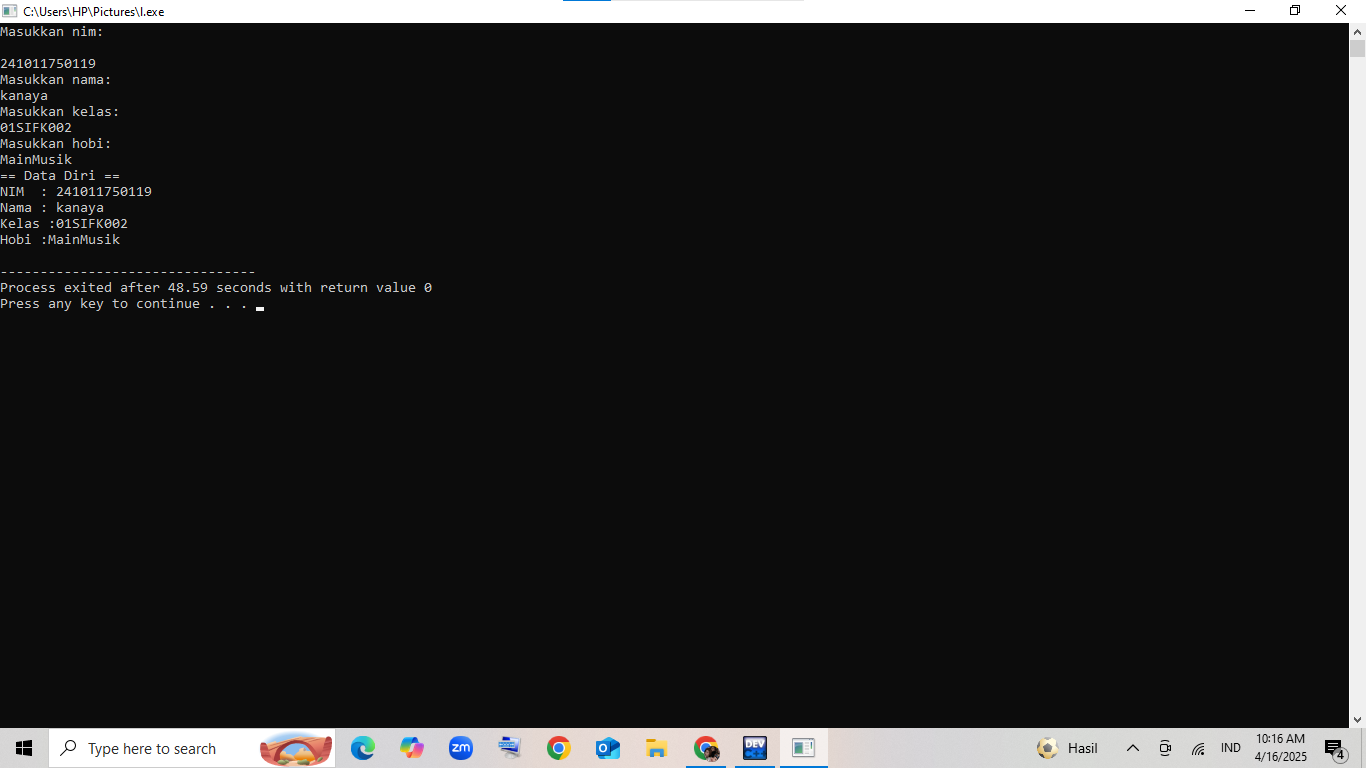 C:\Users\HP\Pictures\I.exe
Masukkan nim:
241011750119
Masukkan nama:
kanaya
Masukkan kelas:
01SIFK002
Masukkan hobi:
MainMusik
== Data Diri ==
NIM  : 241011750119
Nama : kanaya
Kelas :01SIFK002
Hobi :MainMusik
--------------------------------
Process exited after 48.59 seconds with return value 0
Press any key to continue . . .
Type here to search
zm
DEV
Hasil
IND
10:16 AM
4/16/2025
4